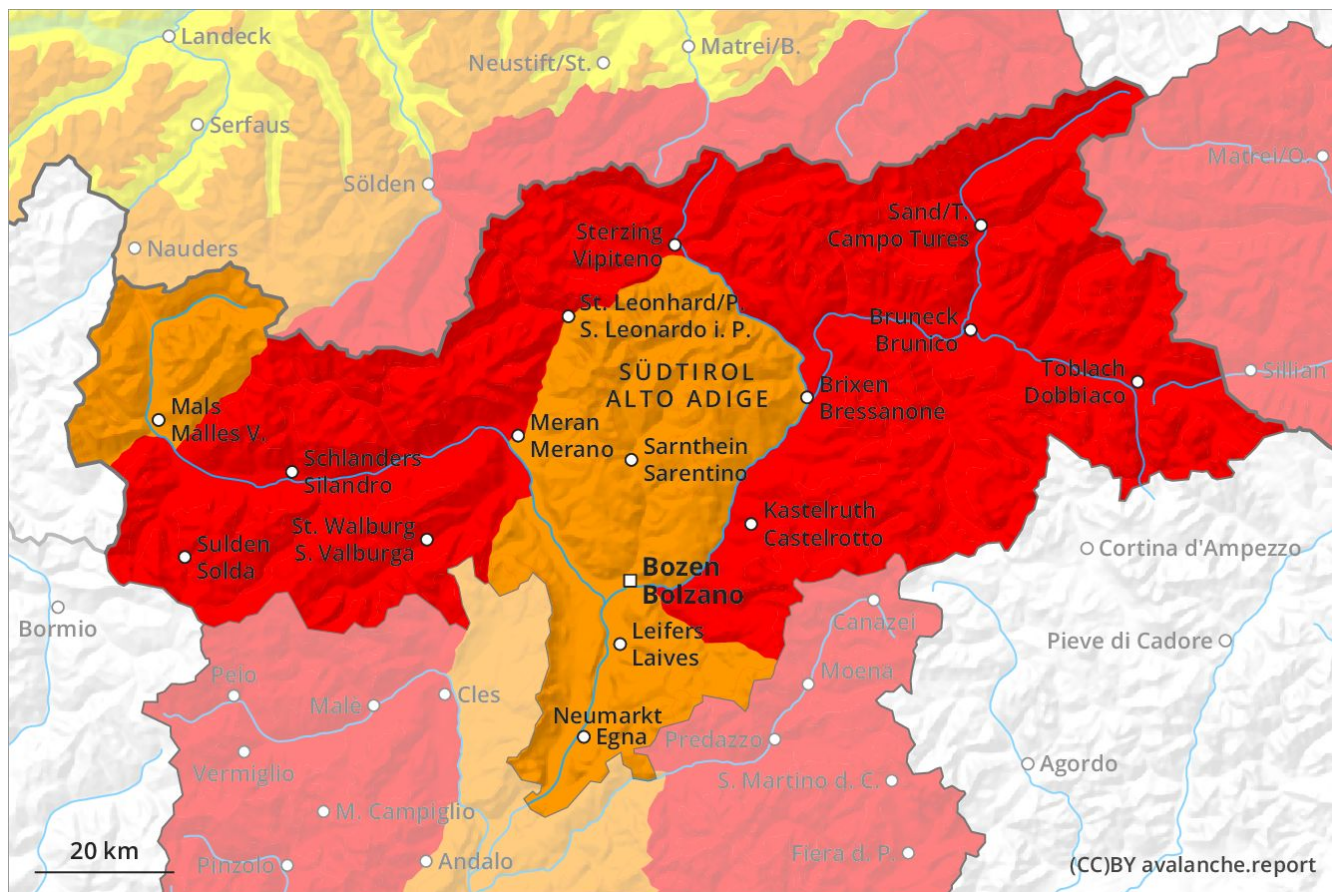 Landeck
Matrei/B.
Neustift/St.
Serfaus
Matrei/O.
Sölden
Sand/T.
Campo Tures
Sterzing
Vipiteno
Nauders
St. Leonhard/P.
S. Leonardo i. P.
Bruneck
Brunico
SÜDTIROL
ALTO ADIGE
Toblach
Dobbiaco
Sillian
Brixen
Bressanone
Mals
Malles V.
Meran
Merano
Sarnthein
Sarentino
Schlanders
Silandro
Kastelruth
Castelrotto
St. Walburg
S. Valburga
Sulden
Solda
Cortina d'Ampezzo
Bozen
Bolzano
Bormio
Canazei
Leifers
Laives
Pieve di Cadore
Moena
Peio
Malè
Cles
Neumarkt
Egna
Predazzo
Vermiglio
Agordo
S. Martino d. C.
M. Campiglio
20 km
Pinzolo
Andalo
Fiera d. P.
(CC)BY avalanche.report